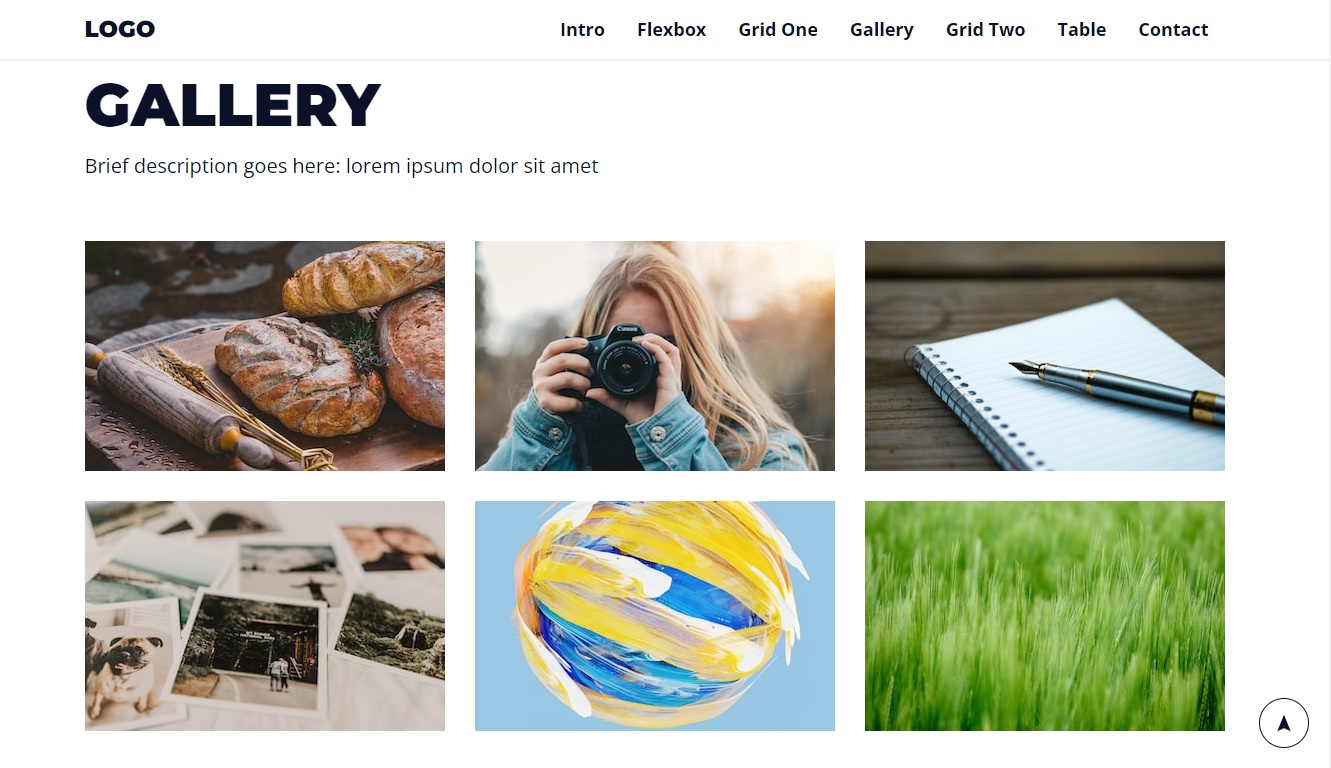 LOGO
Intro Flexbox Grid One Gallery Grid Two Table Contact
GALLERY
Brief description goes here: lorem ipsum dolor sit amet
Canon